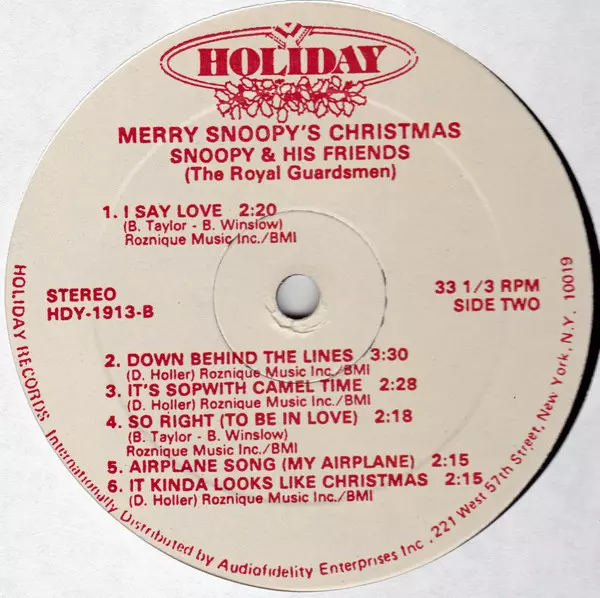 HOLIDAY
MERRY SNOOPY'S CHRISTMAS
SNOOPY & HIS FRIENDS
(The Royal Guardsmen)
1. I SAY LOVE 2:20
(B. Taylor - B. Winslow)
Roznique Music Inc./BMI
STEREO
HDY-1913-B
33 1/3 RPM
SIDE TWO
2. DOWN BEHIND THE LINES 3:30
(D. Holler) Roznique Music Inc./BMI
3. IT'S SOPWITH CAMEL TIME 2:28
(D. Holler) Roznique Music Inc./BMI
4. SO RIGHT (TO BE IN LOVE) 2:18
(B. Taylor - B. Winslow)
Roznique Music Inc./BMI
5. AIRPLANE SONG (MY AIRPLANE) 2:15
6. IT KINDA LOOKS LIKE CHRISTMAS 2:15
(D. Holler) Roznique Music Inc./BMI
HOLIDAY RECORDS. Internationally Distributed by Audiofidelity Enterprises Inc. 221 West 57th Street, New York, N.Y. 10019